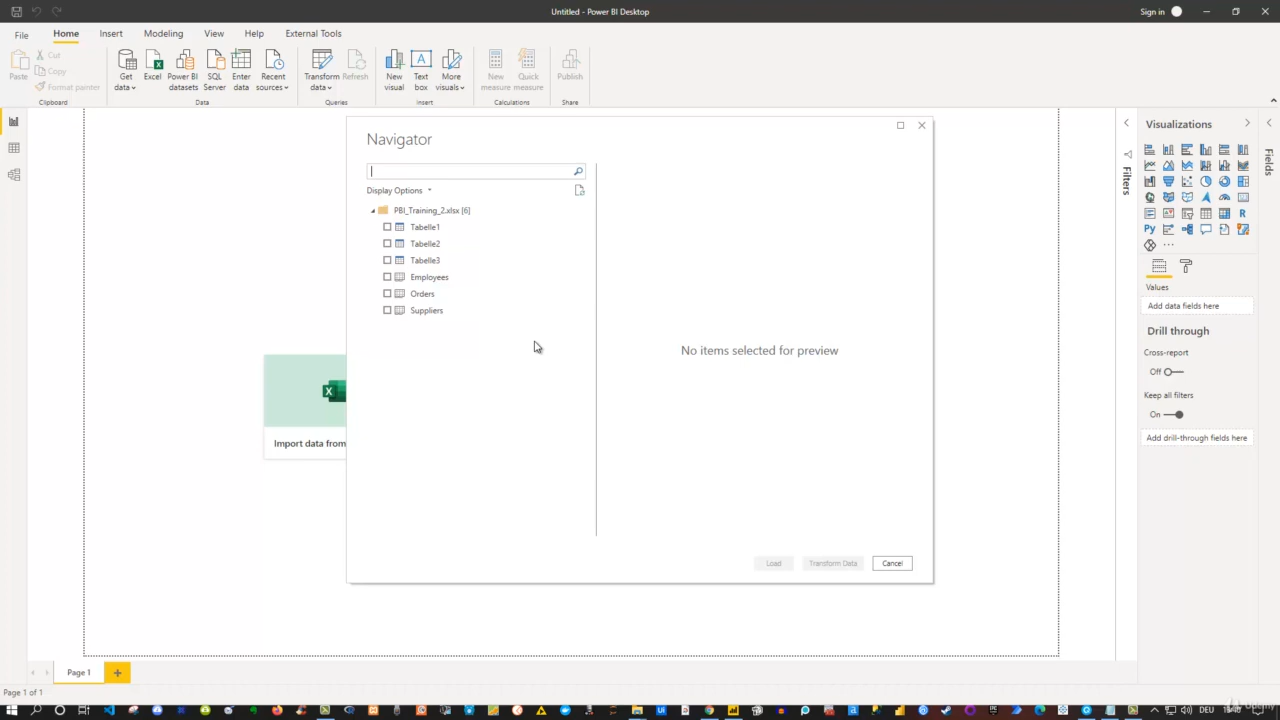 Untitled - Power BI Desktop
Sign in
File
Home
Insert
Modeling
View
Help
External Tools
Paste
Cut
Copy
Format painter
Clipboard
Get data
Excel
Power BI datasets
SQL Server
Enter data
Recent sources
Data
Transform data
Refresh
Queries
New visual
Text box
More visuals
Insert
New measure
Quick measure
Calculations
Publish
Share
Navigator
Display Options
PBI_Training_2.xlsx [6]
Tabelle1
Tabelle2
Tabelle3
Employees
Orders
Suppliers
No items selected for preview
Load
Transform Data
Cancel
Import data from
Filters
Visualizations
Fields
R
Py
Values
Add data fields here
Drill through
Cross-report
Off
Keep all filters
On
Add drill-through fields here
Page 1
Page 1 of 1
DEU
Udemy